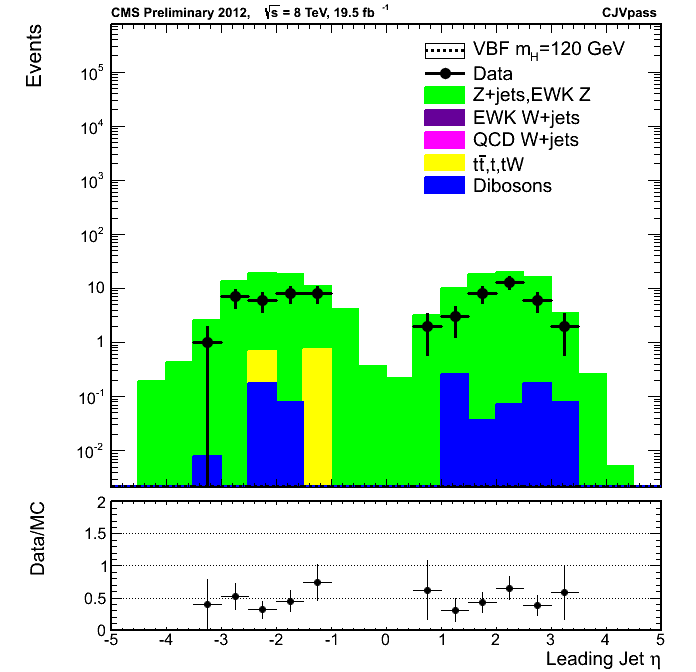 CMS Preliminary 2012, √s = 8 TeV, 19.5 fb⁻¹ CJVpass
Events
10⁵
10⁴
10³
10²
10
1
10⁻¹
10⁻²
VBF m_H=120 GeV
Data
Z+jets,EWK Z
EWK W+jets
QCD W+jets
tt̄,t,tW
Dibosons
Data/MC
2
1.5
1
0.5
0
-5 -4 -3 -2 -1 0 1 2 3 4 5
Leading Jet η